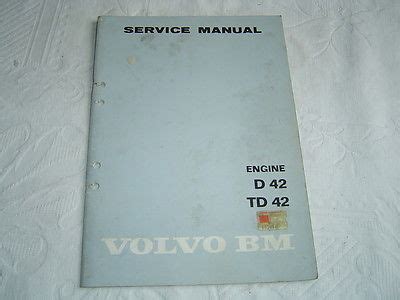 SERVICE MANUAL
ENGINE
D 42
TD 42
VOLVO BM